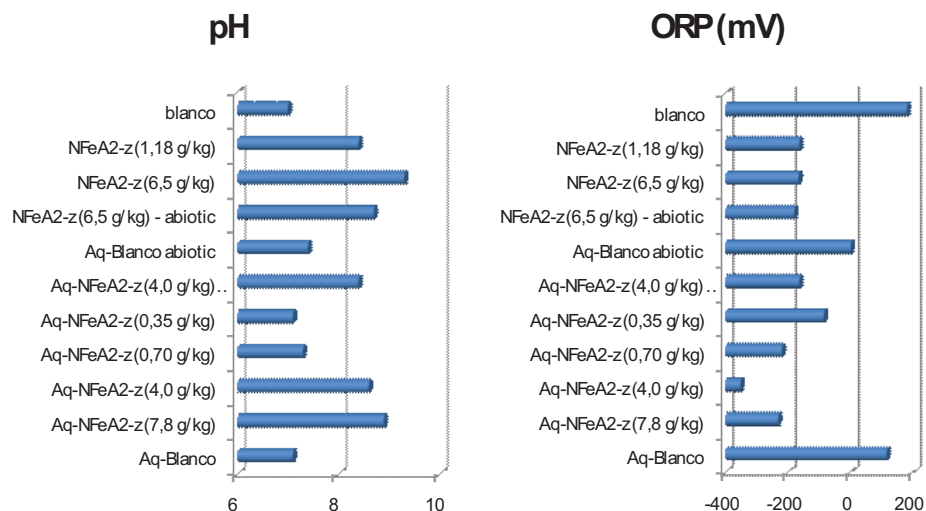 pH
blanco
NFeA2-z(1,18 g/kg)
NFeA2-z(6,5 g/kg)
NFeA2-z(6,5 g/kg) - abiotic
Aq-Blanco abiotic
Aq-NFeA2-z(4,0 g/kg)..
Aq-NFeA2-z(0,35 g/kg)
Aq-NFeA2-z(0,70 g/kg)
Aq-NFeA2-z(4,0 g/kg)
Aq-NFeA2-z(7,8 g/kg)
Aq-Blanco
6 8 10
ORP (mV)
blanco
NFeA2-z(1,18 g/kg)
NFeA2-z(6,5 g/kg)
NFeA2-z(6,5 g/kg) - abiotic
Aq-Blanco abiotic
Aq-NFeA2-z(4,0 g/kg)..
Aq-NFeA2-z(0,35 g/kg)
Aq-NFeA2-z(0,70 g/kg)
Aq-NFeA2-z(4,0 g/kg)
Aq-NFeA2-z(7,8 g/kg)
Aq-Blanco
-400 -200 0 200